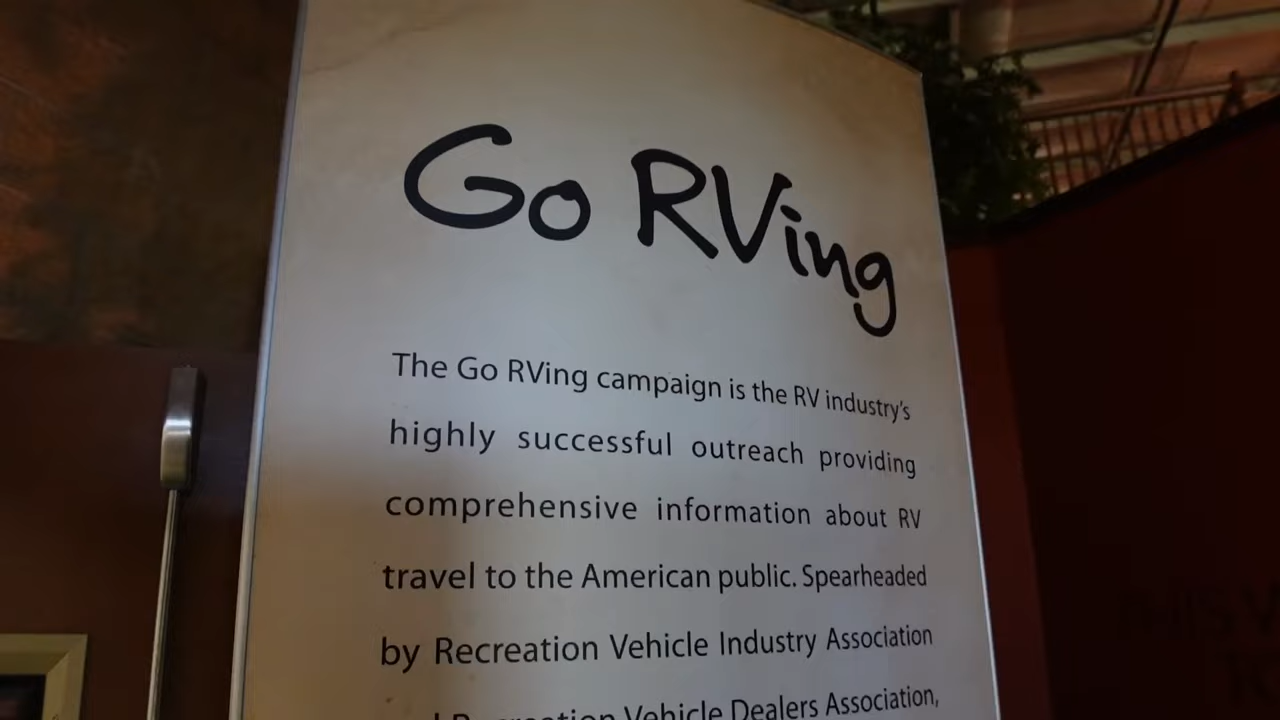 Go RVing
The Go RVing campaign is the RV industry's
highly successful outreach providing
comprehensive information about RV
travel to the American public. Spearheaded
by Recreation Vehicle Industry Association
Recreation Vehicle Dealers Association,